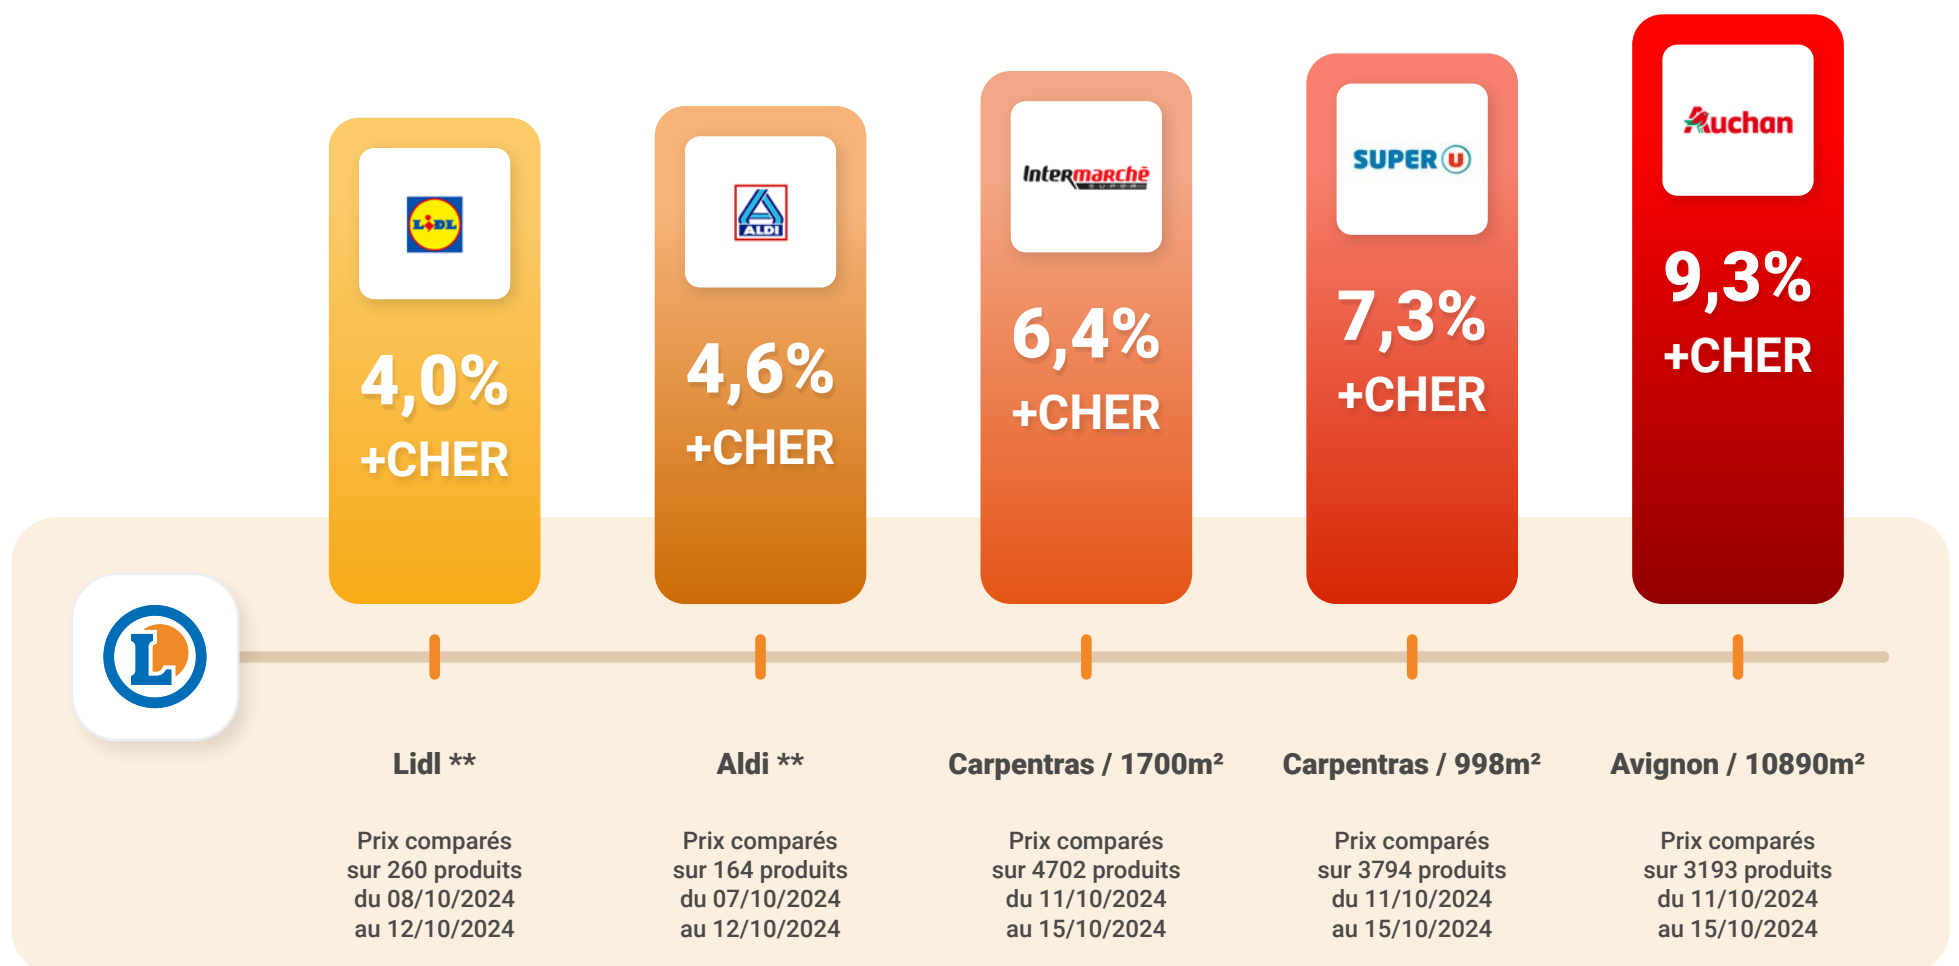 LIDL
4,0%
+CHER
ALDI
4,6%
+CHER
Intermarchē
SUPER
6,4%
+CHER
SUPER U
7,3%
+CHER
Auchan
9,3%
+CHER
L
Lidl **
Prix comparés
sur 260 produits
du 08/10/2024
au 12/10/2024
Aldi **
Prix comparés
sur 164 produits
du 07/10/2024
au 12/10/2024
Carpentras / 1700m²
Prix comparés
sur 4702 produits
du 11/10/2024
au 15/10/2024
Carpentras / 998m²
Prix comparés
sur 3794 produits
du 11/10/2024
au 15/10/2024
Avignon / 10890m²
Prix comparés
sur 3193 produits
du 11/10/2024
au 15/10/2024